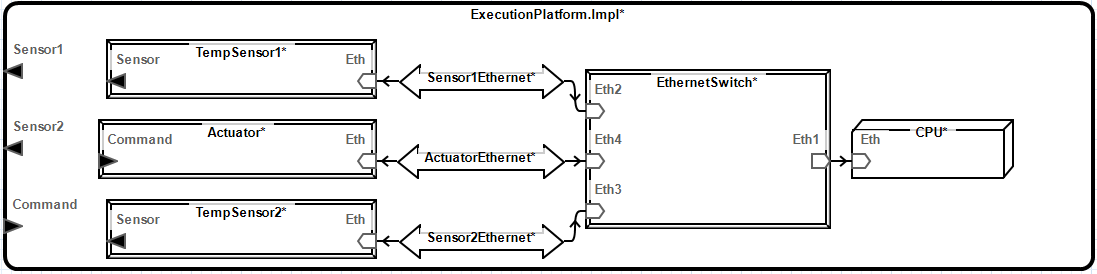 ExecutionPlatform.Impl*
Sensor1
Sensor2
Command
TempSensor1*
Sensor
Eth
Sensor1Ethernet*
Actuator*
Command
Eth
ActuatorEthernet*
TempSensor2*
Sensor
Eth
Sensor2Ethernet*
EthernetSwitch*
Eth2
Eth4
Eth3
Eth1
CPU*
Eth